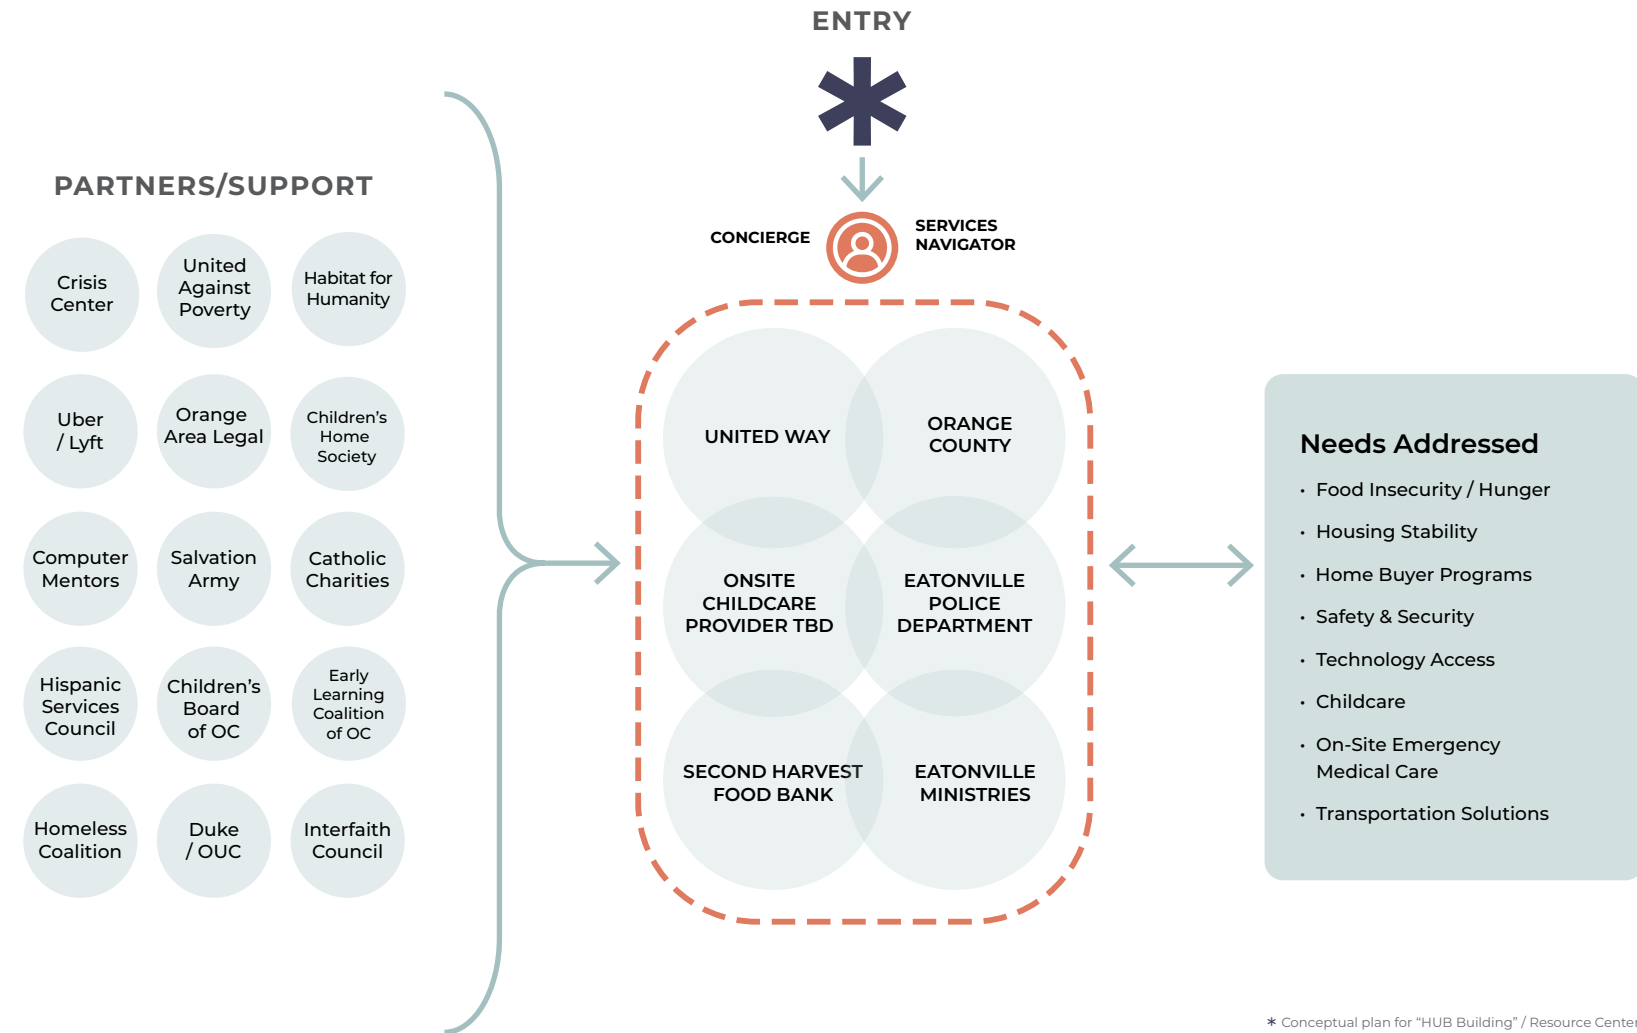 ENTRY
PARTNERS/SUPPORT
Crisis
Center
United
Against
Poverty
Habitat for
Humanity
Uber
/ Lyft
Orange
Area Legal
Children's
Home
Society
Computer
Mentors
Salvation
Army
Catholic
Charities
Hispanic
Services
Council
Children's
Board
of OC
Early
Learning
Coalition
of OC
Homeless
Coalition
Duke
/ OUC
Interfaith
Council
CONCIERGE
SERVICES
NAVIGATOR
UNITED WAY
ORANGE
COUNTY
ONSITE
CHILDCARE
PROVIDER TBD
EATONVILLE
POLICE
DEPARTMENT
SECOND HARVEST
FOOD BANK
EATONVILLE
MINISTRIES
Needs Addressed
• Food Insecurity / Hunger
• Housing Stability
• Home Buyer Programs
• Safety & Security
• Technology Access
• Childcare
• On-Site Emergency
Medical Care
• Transportation Solutions
* Conceptual plan for “HUB Building” / Resource Center